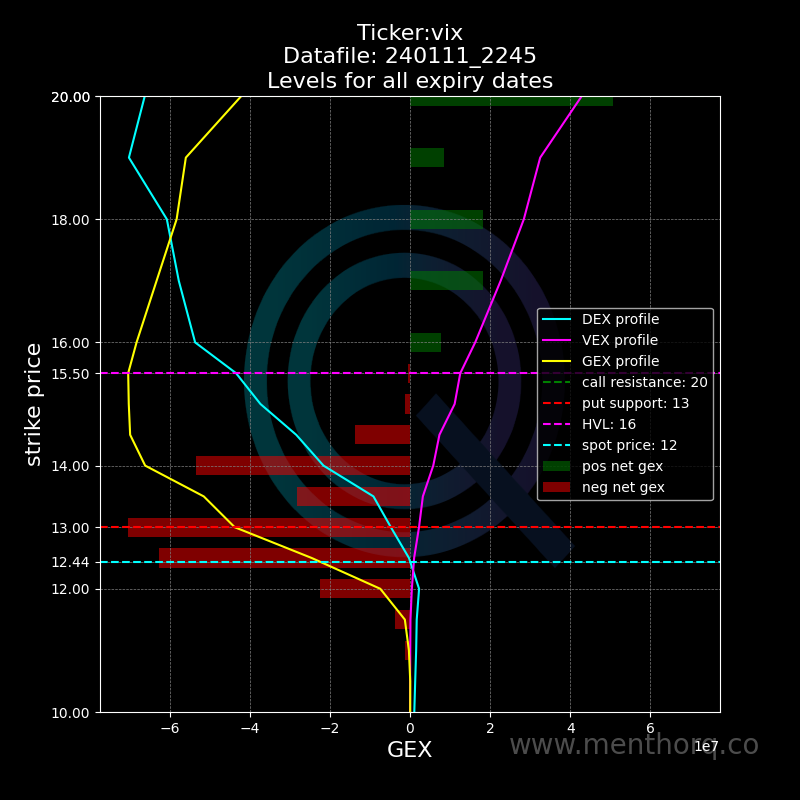 Ticker:vix
Datafile: 240111_2245
Levels for all expiry dates
20.00
18.00
16.00
15.50
14.00
13.00
12.44
12.00
10.00
strike price
DEX profile
VEX profile
GEX profile
call resistance: 20
put support: 13
HVL: 16
spot price: 12
pos net gex
neg net gex
−6 −4 −2 0 2 4 6
GEX
1e7
www.menthorq.co